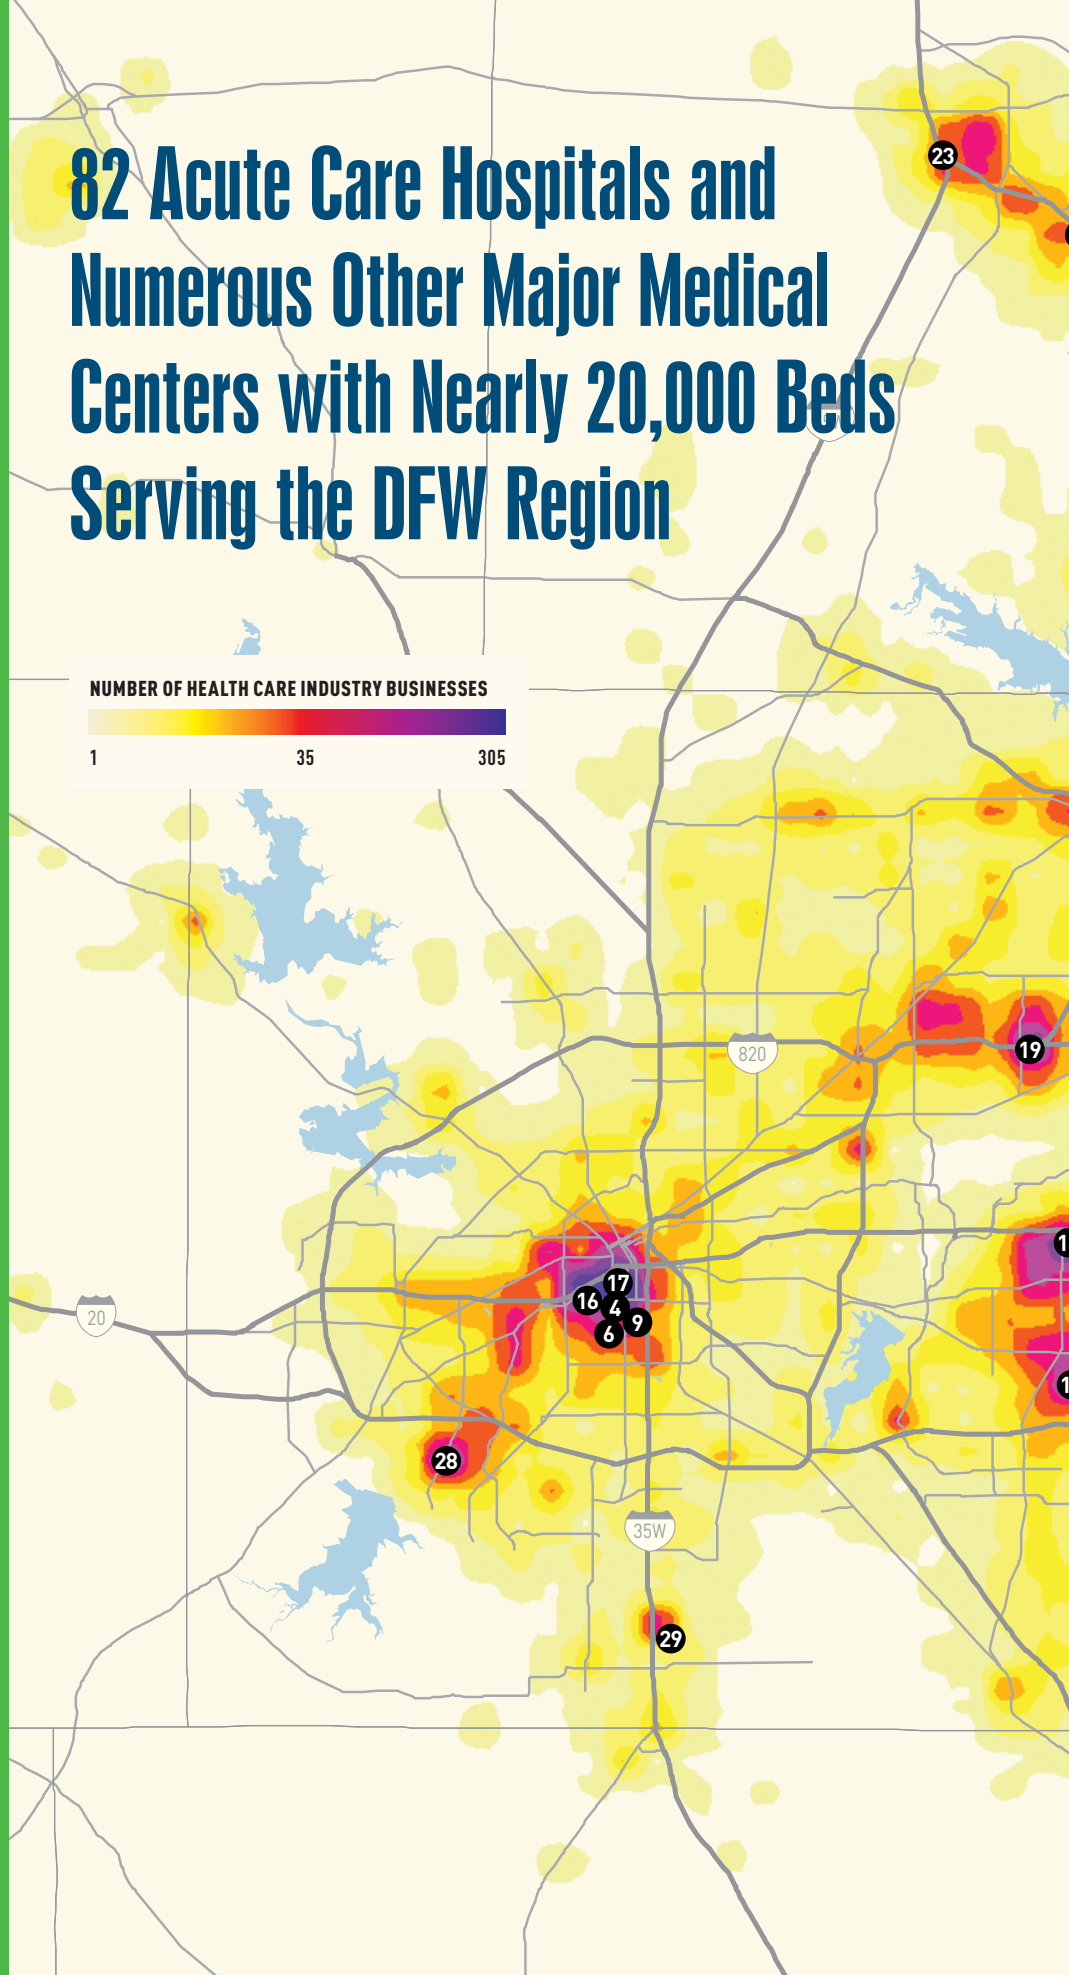 23
82 Acute Care Hospitals and
Numerous Other Major Medical
Centers with Nearly 20,000 Beds
Serving the DFW Region
NUMBER OF HEALTH CARE INDUSTRY BUSINESSES
1 35 305
820
19
17
16
4
9
6
20
28
35W
29